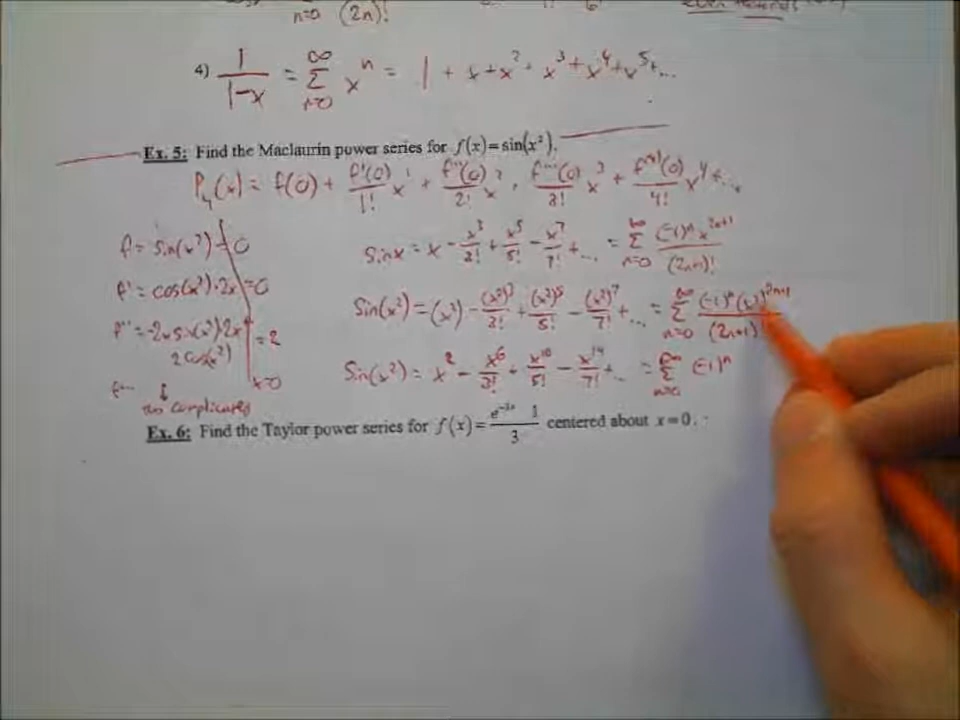 n=0 (2n)!
4) 1/(1-x) = ∞ Σ n=0 x^n = 1 + x + x^2 + x^3 + x^4 + x^5 + ...
Ex. 5: Find the Maclaurin power series for f(x)=sin(x^2).
P_4(x) = f(0) + f'(0)/1! x^1 + f''(0)/2! x^2 + f'''(0)/3! x^3 + f^(4)(0)/4! x^4 + ...
f = sin(x^2) = 0
f' = cos(x^2)·2x = 0
f'' = -2x sin(x^2)·2x + 2cos(x^2) = 2
x=0
f''' ↓
too complicated
Sin x = x - x^3/3! + x^5/5! - x^7/7! + ... = ∞ Σ n=0 (-1)^n x^(2n+1) / (2n+1)!
Sin(x^2) = (x^2) - (x^2)^3/3! + (x^2)^5/5! - (x^2)^7/7! + ... = ∞ Σ n=0 (-1)^n (x^2)^(2n+1) / (2n+1)!
Sin(x^2) = x^2 - x^6/3! + x^10/5! - x^14/7! + ... = ∞ Σ n=0 (-1)^n
Ex. 6: Find the Taylor power series for f(x)= (e^-3x 1)/3 centered about x=0.